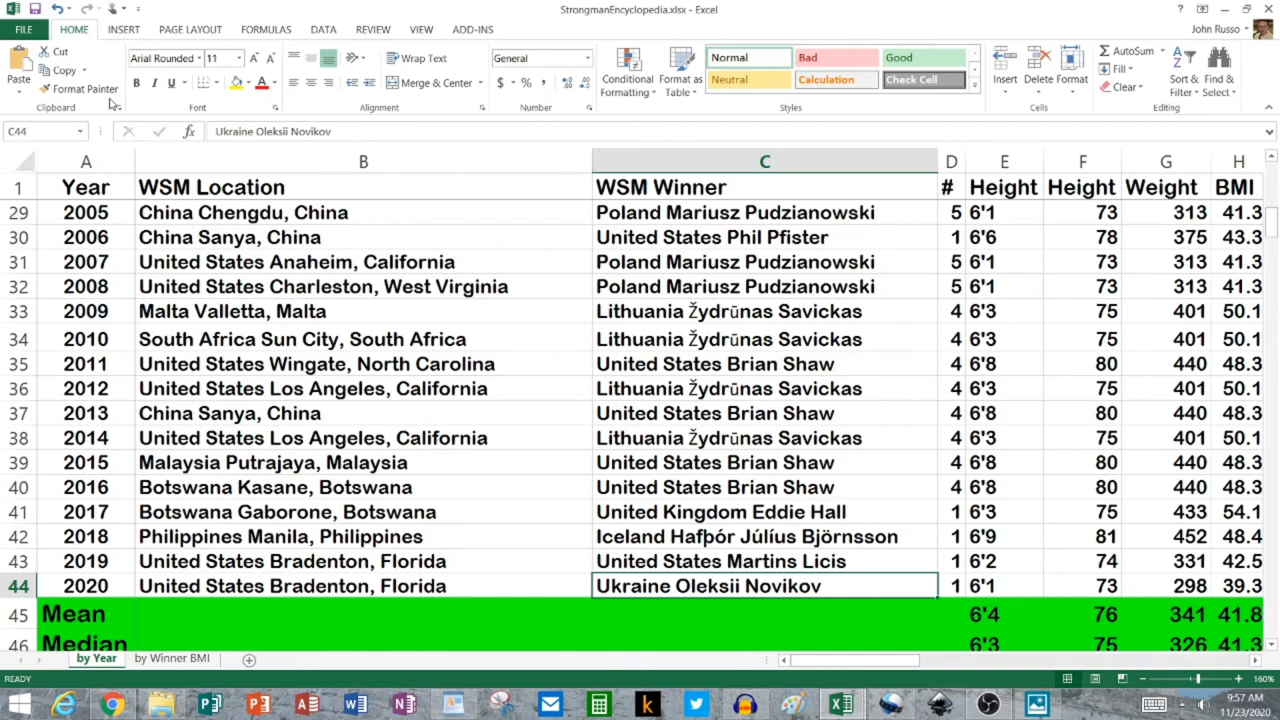 StrongmanEncyclopedia.xlsx - Excel
FILE HOME INSERT PAGE LAYOUT FORMULAS DATA REVIEW VIEW ADD-INS John Russo
Paste Cut Copy Format Painter Clipboard
Arial Rounded 11 B I U A Font
Wrap Text Merge & Center Alignment
General $ % , Number
Conditional Formatting Format as Table
Normal Bad Good Neutral Calculation Check Cell Styles
Insert Delete Format Cells
AutoSum Fill Clear Sort & Filter Find & Select Editing
C44 fx Ukraine Oleksii Novikov
A B C D E F G H
1 Year WSM Location WSM Winner # Height Height Weight BMI
29 2005 China Chengdu, China Poland Mariusz Pudzianowski 5 6'1 73 313 41.3
30 2006 China Sanya, China United States Phil Pfister 1 6'6 78 375 43.3
31 2007 United States Anaheim, California Poland Mariusz Pudzianowski 5 6'1 73 313 41.3
32 2008 United States Charleston, West Virginia Poland Mariusz Pudzianowski 5 6'1 73 313 41.3
33 2009 Malta Valletta, Malta Lithuania Žydrūnas Savickas 4 6'3 75 401 50.1
34 2010 South Africa Sun City, South Africa Lithuania Žydrūnas Savickas 4 6'3 75 401 50.1
35 2011 United States Wingate, North Carolina United States Brian Shaw 4 6'8 80 440 48.3
36 2012 United States Los Angeles, California Lithuania Žydrūnas Savickas 4 6'3 75 401 50.1
37 2013 China Sanya, China United States Brian Shaw 4 6'8 80 440 48.3
38 2014 United States Los Angeles, California Lithuania Žydrūnas Savickas 4 6'3 75 401 50.1
39 2015 Malaysia Putrajaya, Malaysia United States Brian Shaw 4 6'8 80 440 48.3
40 2016 Botswana Kasane, Botswana United States Brian Shaw 4 6'8 80 440 48.3
41 2017 Botswana Gaborone, Botswana United Kingdom Eddie Hall 1 6'3 75 433 54.1
42 2018 Philippines Manila, Philippines Iceland Hafþór Júlíus Björnsson 1 6'9 81 452 48.4
43 2019 United States Bradenton, Florida United States Martins Licis 1 6'2 74 331 42.5
44 2020 United States Bradenton, Florida Ukraine Oleksii Novikov 1 6'1 73 298 39.3
45 Mean 6'4 76 341 41.8
46 Median 6'3 75 326 41.3
by Year by Winner BMI
READY 160%
9:57 AM
11/23/2020